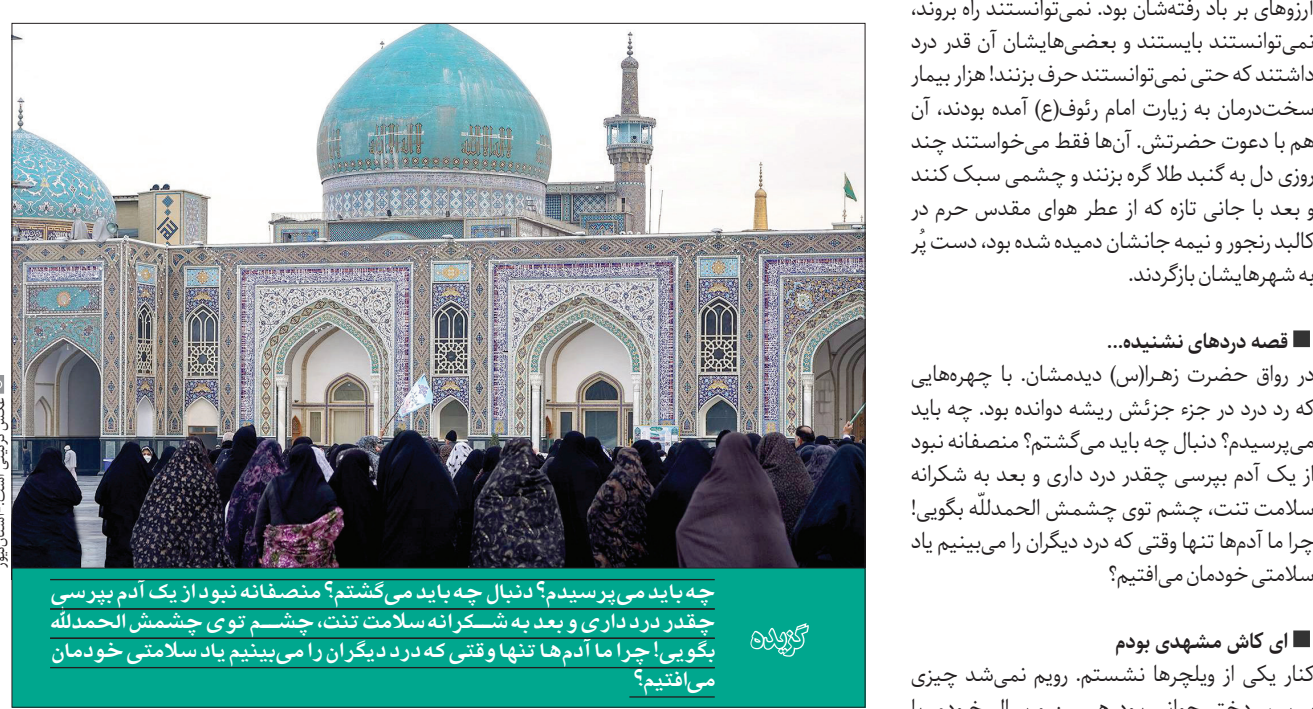 آرزوهای بر باد رفته‌شان بود. نمی‌توانستند راه بروند،
نمی‌توانستند بایستند و بعضی‌هایشان آن قدر درد
داشتند که حتی نمی‌توانستند حرف بزنند! هزار بیمار
سخت‌درمان به زیارت امام رئوف(ع) آمده بودند، آن
هم با دعوت حضرتش. آن‌ها فقط می‌خواستند چند
روزی دل به گنبد طلا گره بزنند و چشمی سبک کنند
و بعد با جانی تازه که از عطر هوای مقدس حرم در
کالبد رنجور و نیمه جانشان دمیده شده بود، دست پُر
به شهرهایشان بازگردند.
قصه دردهای نشنیده...
در رواق حضرت زهرا(س) دیدمشان. با چهره‌هایی
که رد درد در جزء جزئش ریشه دوانده بود. چه باید
می‌پرسیدم؟ دنبال چه باید می‌گشتم؟ منصفانه نبود
از یک آدم بپرسی چقدر درد داری و بعد به شکرانه
سلامت تنت، چشم توی چشمش الحمدللّه بگویی!
چرا ما آدم‌ها تنها وقتی که درد دیگران را می‌بینیم یاد
سلامتی خودمان می‌افتیم؟
ای کاش مشهدی بودم
کنار یکی از ویلچرها نشستم. رویم نمی‌شد چیزی
عکس تزئینی است. آستان‌نیوز
گزیده
چه باید می‌پرسیدم؟ دنبال چه باید می‌گشتم؟ منصفانه نبود از یک آدم بپرسی
چقدر درد داری و بعد به شــکرانه سلامت تنت، چشــم توی چشمش الحمدلله
بگویی! چرا ما آدم‌ها تنها وقتی که درد دیگران را می‌بینیم یاد سلامتی خودمان
می‌افتیم؟